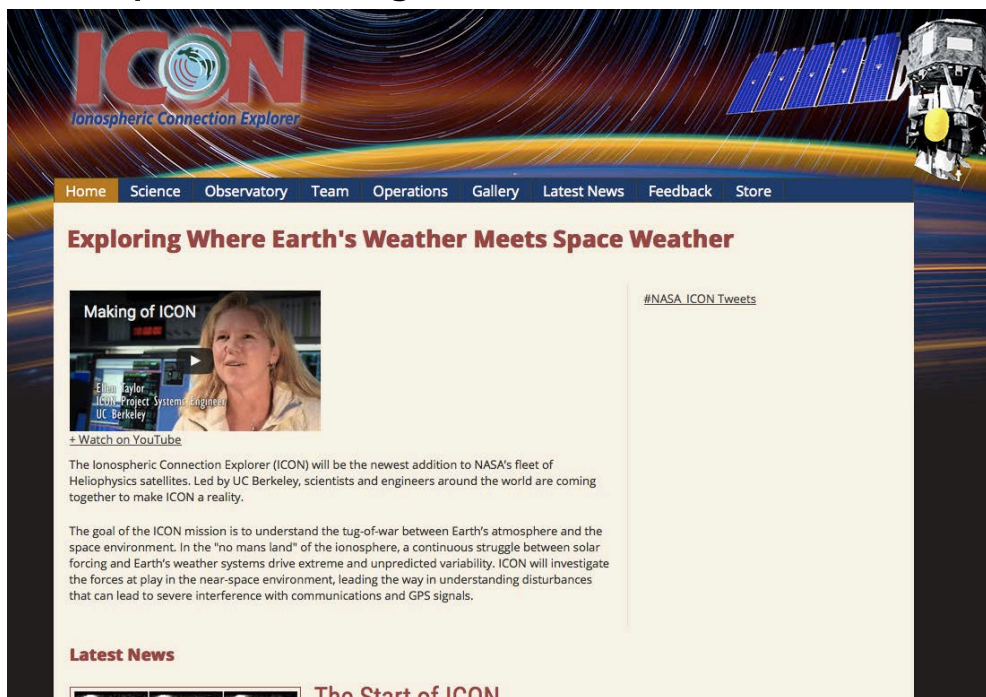 ICON
Ionospheric Connection Explorer
Home Science Observatory Team Operations Gallery Latest News Feedback Store
Exploring Where Earth's Weather Meets Space Weather
Making of ICON
Ellen Taylor
ICON Project Systems Engineer
UC Berkeley
+ Watch on YouTube
#NASA_ICON Tweets
The Ionospheric Connection Explorer (ICON) will be the newest addition to NASA's fleet of
Heliophysics satellites. Led by UC Berkeley, scientists and engineers around the world are coming
together to make ICON a reality.
The goal of the ICON mission is to understand the tug-of-war between Earth's atmosphere and the
space environment. In the "no mans land" of the ionosphere, a continuous struggle between solar
forcing and Earth's weather systems drive extreme and unpredicted variability. ICON will investigate
the forces at play in the near-space environment, leading the way in understanding disturbances
that can lead to severe interference with communications and GPS signals.
Latest News
The Start of ICON